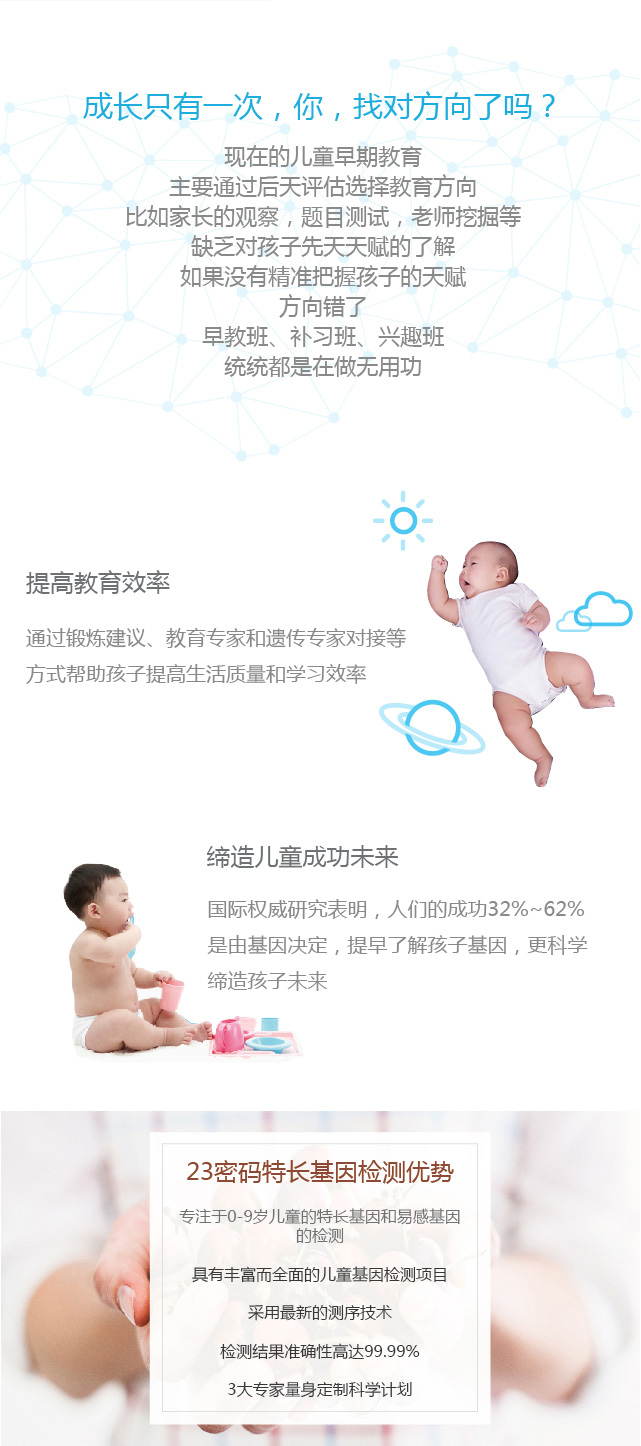 成长只有一次，你，找对方向了吗？
现在的儿童早期教育
主要通过后天评估选择教育方向
比如家长的观察，题目测试，老师挖掘等
缺乏对孩子先天天赋的了解
如果没有精准把握孩子的天赋
方向错了
早教班、补习班、兴趣班
统统都是在做无用功
提高教育效率
通过锻炼建议、教育专家和遗传专家对接等
方式帮助孩子提高生活质量和学习效率
缔造儿童成功未来
国际权威研究表明，人们的成功32%~62%
是由基因决定，提早了解孩子基因，更科学
缔造孩子未来
23密码特长基因检测优势
专注于0-9岁儿童的特长基因和易感基因
的检测
具有丰富而全面的儿童基因检测项目
采用最新的测序技术
检测结果准确性高达99.99%
3大专家量身定制科学计划